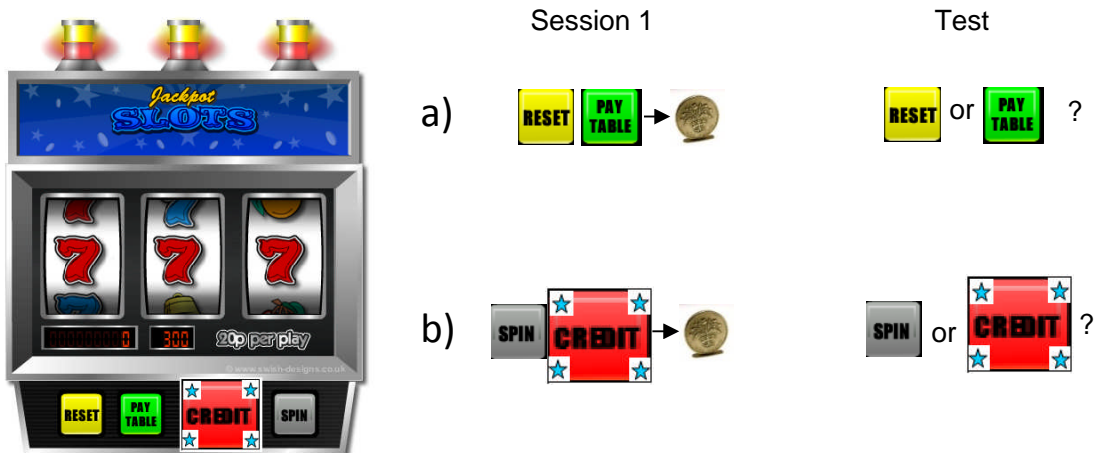 Session 1
Test
Jackpot
SLOTS
a)
RESET
PAY
TABLE
RESET
or
PAY
TABLE
?
b)
SPIN
CREDIT
SPIN
or
CREDIT
?
0
300
20p per play
© www.swish-designs.co.uk
RESET
PAY
TABLE
CREDIT
SPIN